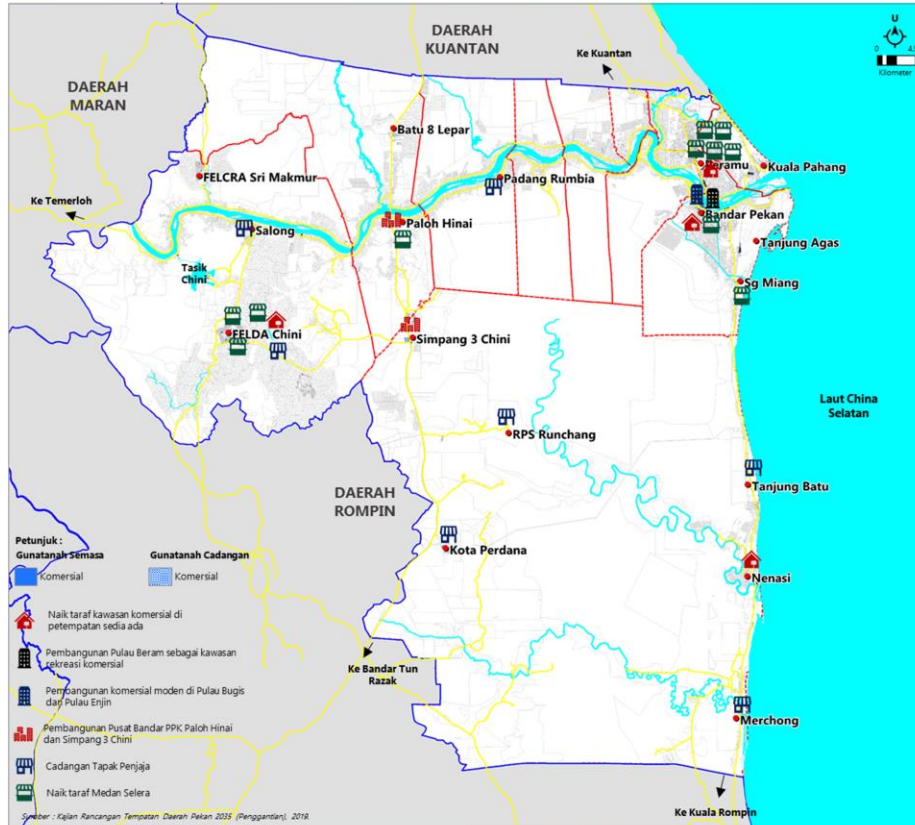 DAERAH
KUANTAN
Ke Kuantan
U
0
Kilometer
DAERAH
MARAN
Batu 8 Lepar
Peramu
Kuala Pahang
FELCRA Sri Makmur
Padang Rumbia
Ke Temerloh
Bandar Pekan
Salong
Paloh Hinai
Tanjung Agas
Tasik
Chini
Sg Miang
FELDA Chini
Simpang 3 Chini
Laut China
Selatan
RPS Runchang
DAERAH
ROMPIN
Tanjung Batu
Kota Perdana
Nenasi
Ke Bandar Tun
Razak
Merchong
Ke Kuala Rompin
Petunjuk :
Gunatanah Semasa
Gunatanah Cadangan
Komersial
Komersial
Naik taraf kawasan komersial di
petempatan sedia ada
Pembangunan Pulau Beram sebagai kawasan
rekreasi komersial
Pembangunan komersial moden di Pulau Bugis
dan Pulau Enjin
Pembangunan Pusat Bandar PPK Paloh Hinai
dan Simpang 3 Chini
Cadangan Tapak Penjaja
Naik taraf Medan Selera
Sumber : Kajian Rancangan Tempatan Daerah Pekan 2035 (Penggantian), 2019.